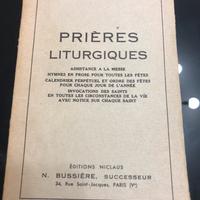 PRIÈRES
LITURGIQUES
ASSISTANCE A LA MESSE
HYMNES EN PROSE POUR TOUTES LES FÊTES
CALENDRIER PERPÉTUEL ET ORDRE DES FÊTES
POUR CHAQUE JOUR DE L'ANNÉE
INVOCATIONS DES SAINTS
EN TOUTES LES CIRCONSTANCES DE LA VIE
AVEC NOTICE SUR CHAQUE SAINT
ÉDITIONS NICLAUS
N. BUSSIÈRE, SUCCESSEUR
34, Rue Saint-Jacques, PARIS (Vᵉ)